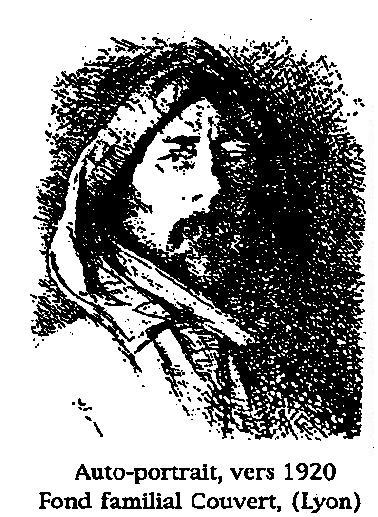 Auto-portrait, vers 1920
Fond familial Couvert, (Lyon)